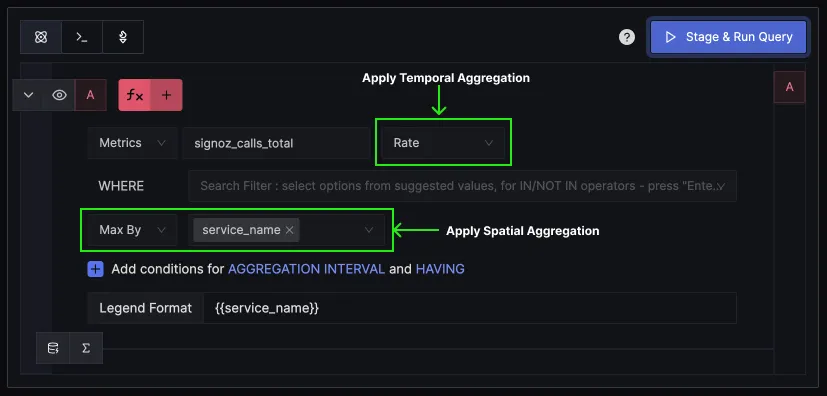 ? Stage & Run Query
Apply Temporal Aggregation
A
A
Metrics signoz_calls_total Rate
WHERE Search Filter : select options from suggested values, for IN/NOT IN operators - press "Ente...
Max By service_name Apply Spatial Aggregation
Add conditions for AGGREGATION INTERVAL and HAVING
Legend Format {{service_name}}
Σ